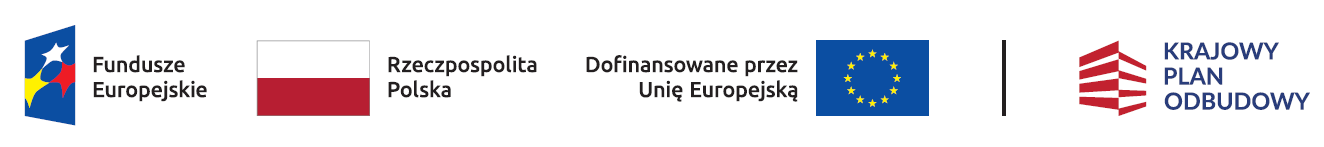 Fundusze
Europejskie
Rzeczpospolita
Polska
Dofinansowane przez
Unię Europejską
KRAJOWY
PLAN
ODBUDOWY